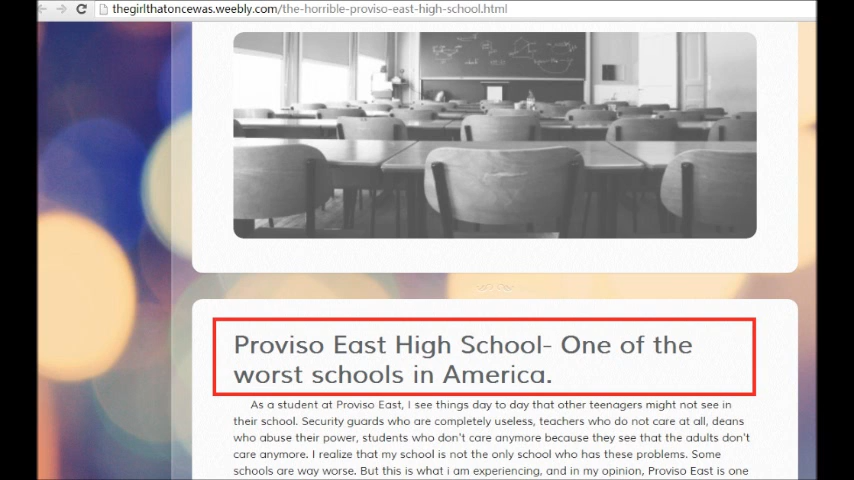 thegirlthatoncewas.weebly.com/the-horrible-proviso-east-high-school.html
Proviso East High School- One of the
worst schools in America.
As a student at Proviso East, I see things day to day that other teenagers might not see in
their school. Security guards who are completely useless, teachers who do not care at all, deans
who abuse their power, students who don't care anymore because they see that the adults don't
care anymore. I realize that my school is not the only school who has these problems. Some
schools are way worse. But this is what i am experiencing, and in my opinion, Proviso East is one